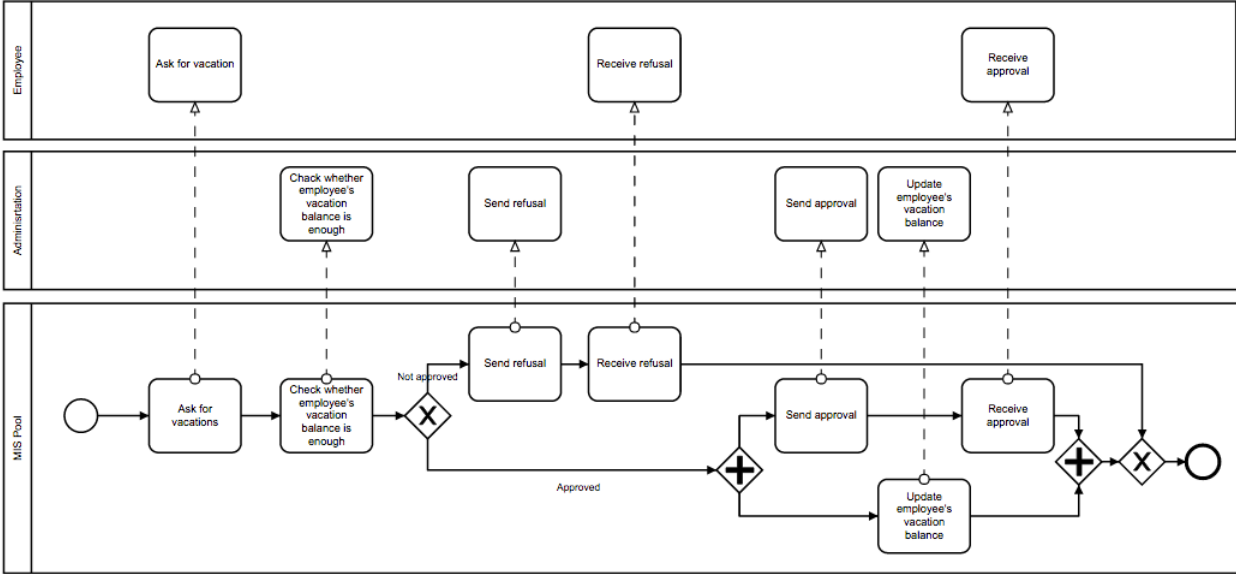 Employee
Ask for vacation
Receive refusal
Receive
approval
Adminisrtation
Chack whether
employee's
vacation
balance is
enough
Send refusal
Send approval
Update
employee's
vacation
balance
MIS Pool
Ask for
vacations
Check whether
employee's
vacation
balance is
enough
Not approved
X
Send refusal
Receive refusal
Approved
Send approval
Receive
approval
Update
employee's
vacation
balance
X